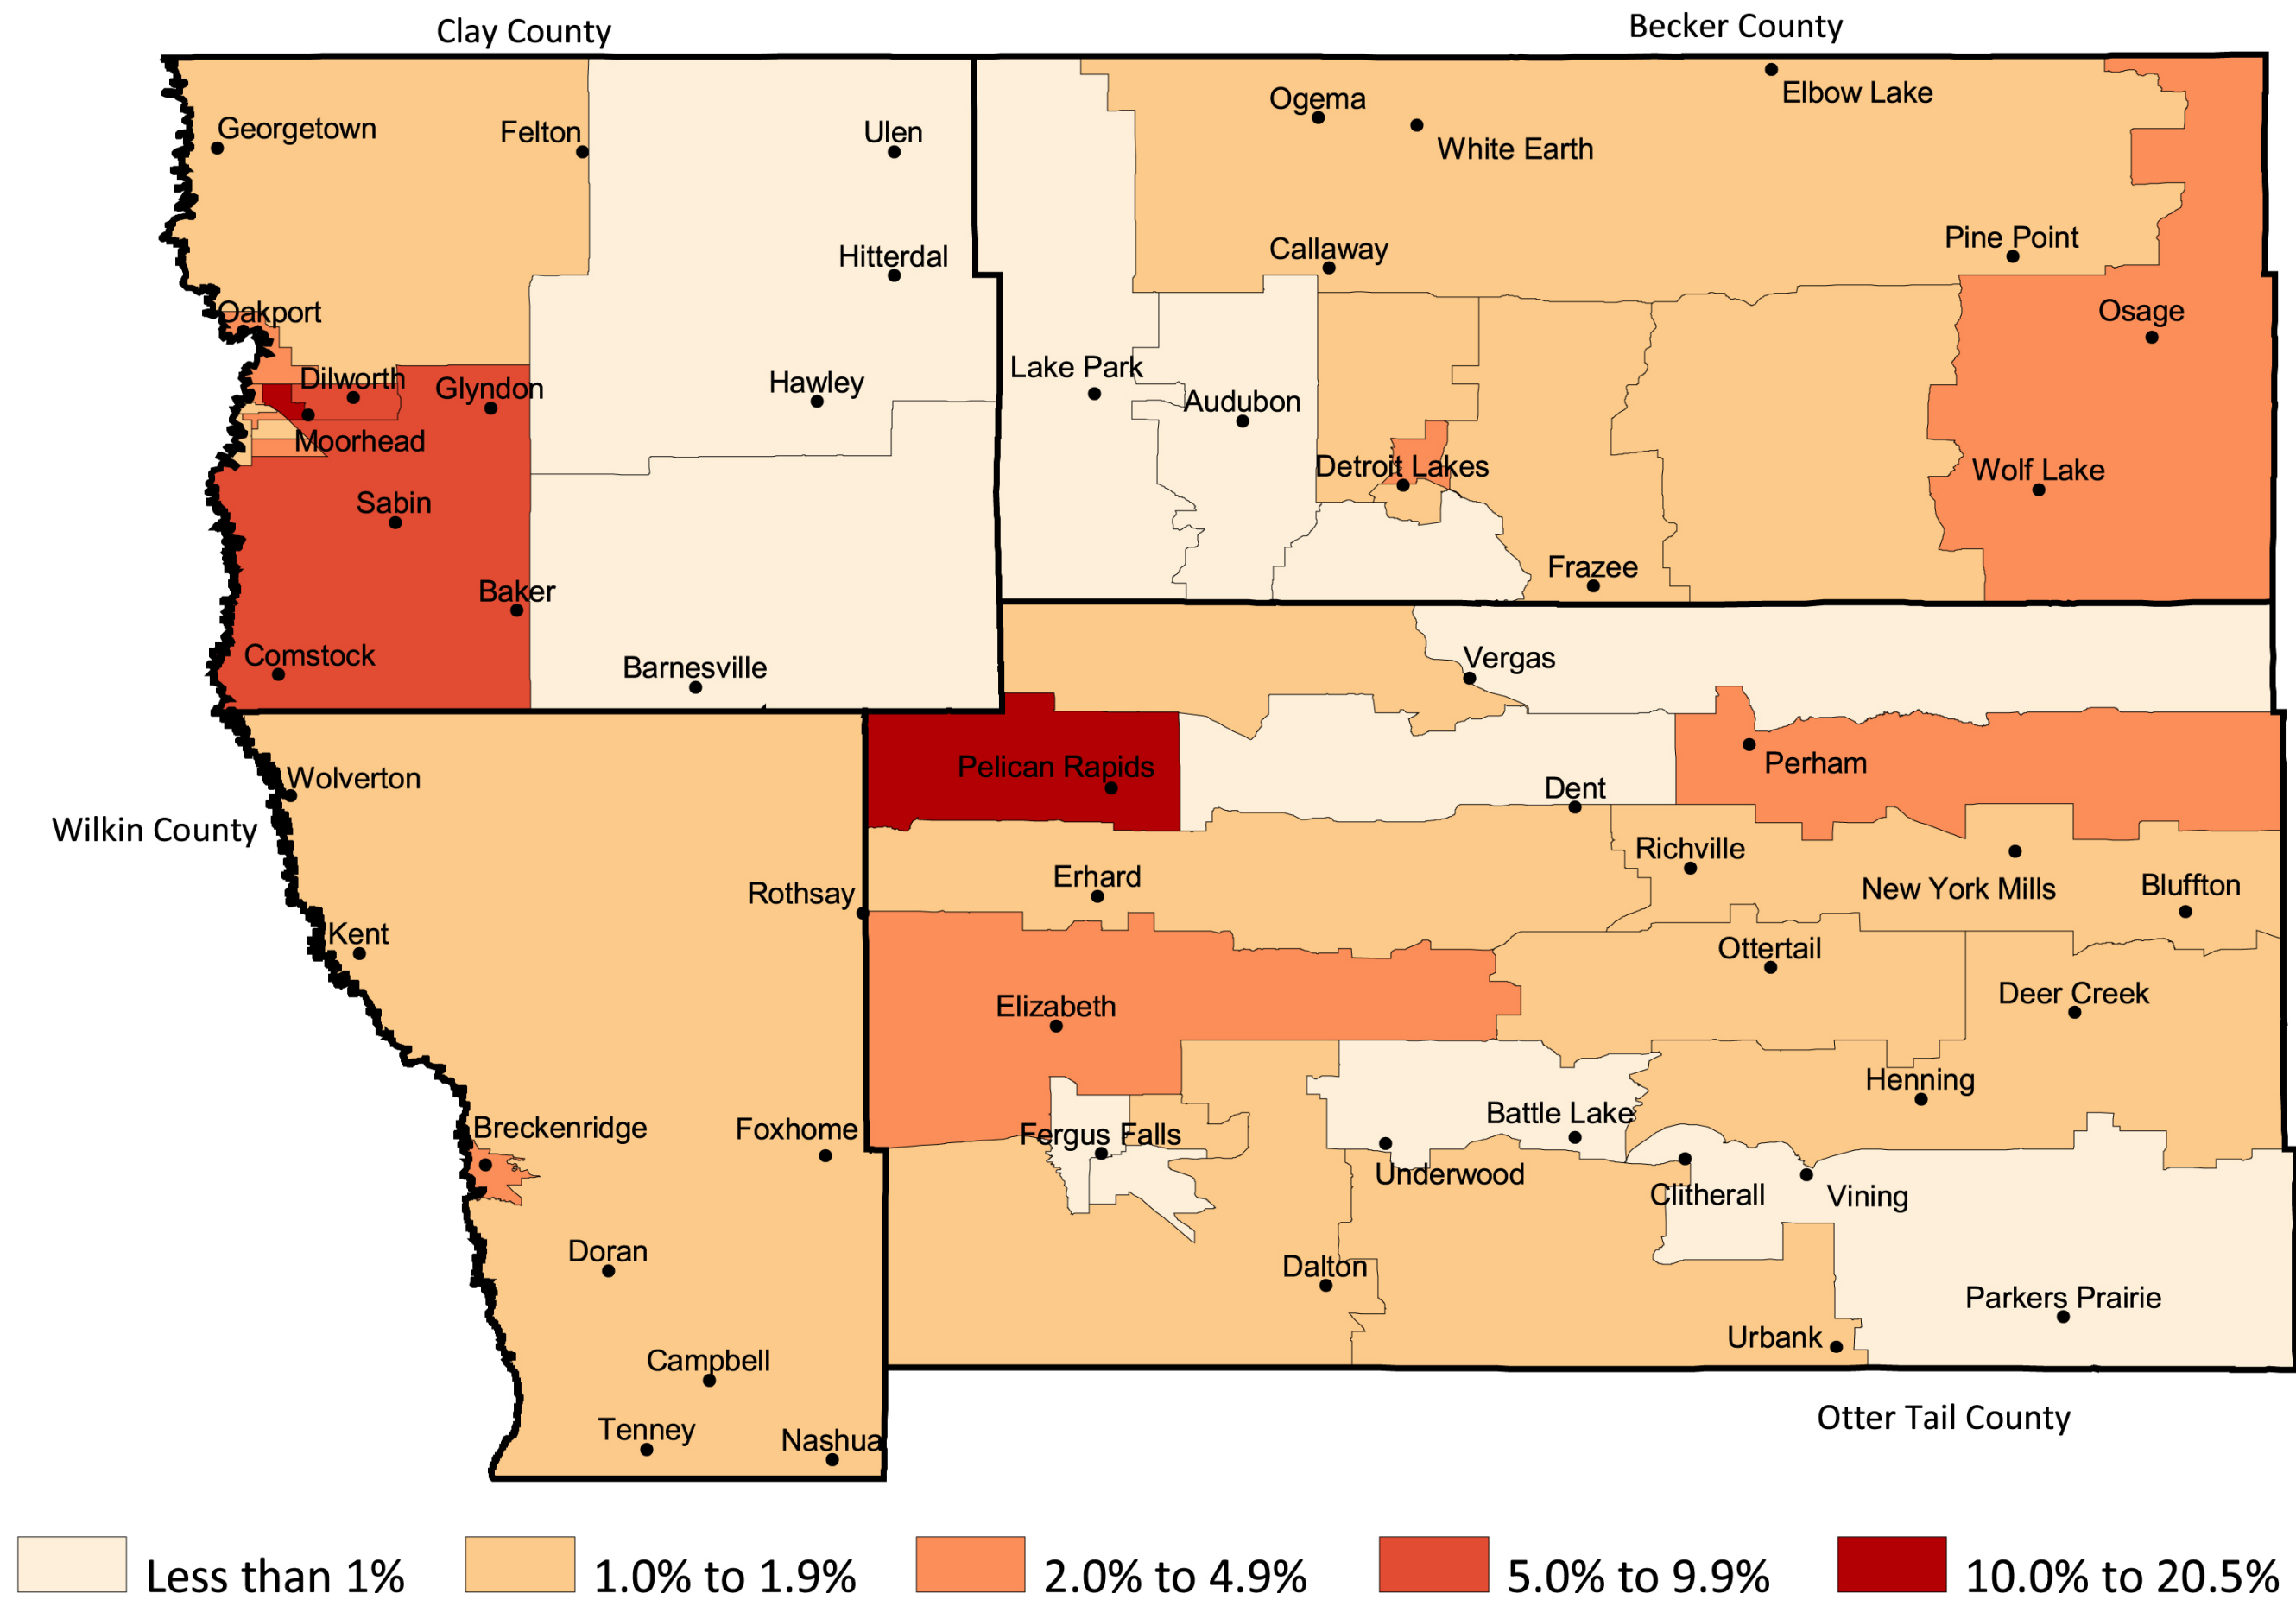 Clay County
Becker County
Elbow Lake
Ogema
Georgetown
Felton
Ulen
White Earth
Pine Point
Callaway
Hitterdal
Oakport
Osage
Lake Park
Dilworth
Glyndon
Hawley
Audubon
Moorhead
Detroit Lakes
Wolf Lake
Sabin
Frazee
Baker
Comstock
Barnesville
Vergas
Pelican Rapids
Perham
Wolverton
Dent
Wilkin County
Richville
Erhard
New York Mills
Bluffton
Rothsay
Kent
Ottertail
Deer Creek
Elizabeth
Henning
Battle Lake
Breckenridge
Foxhome
Fergus Falls
Underwood
Clitherall
Vining
Doran
Dalton
Parkers Prairie
Urbank
Campbell
Otter Tail County
Tenney
Nashua
Less than 1%
1.0% to 1.9%
2.0% to 4.9%
5.0% to 9.9%
10.0% to 20.5%